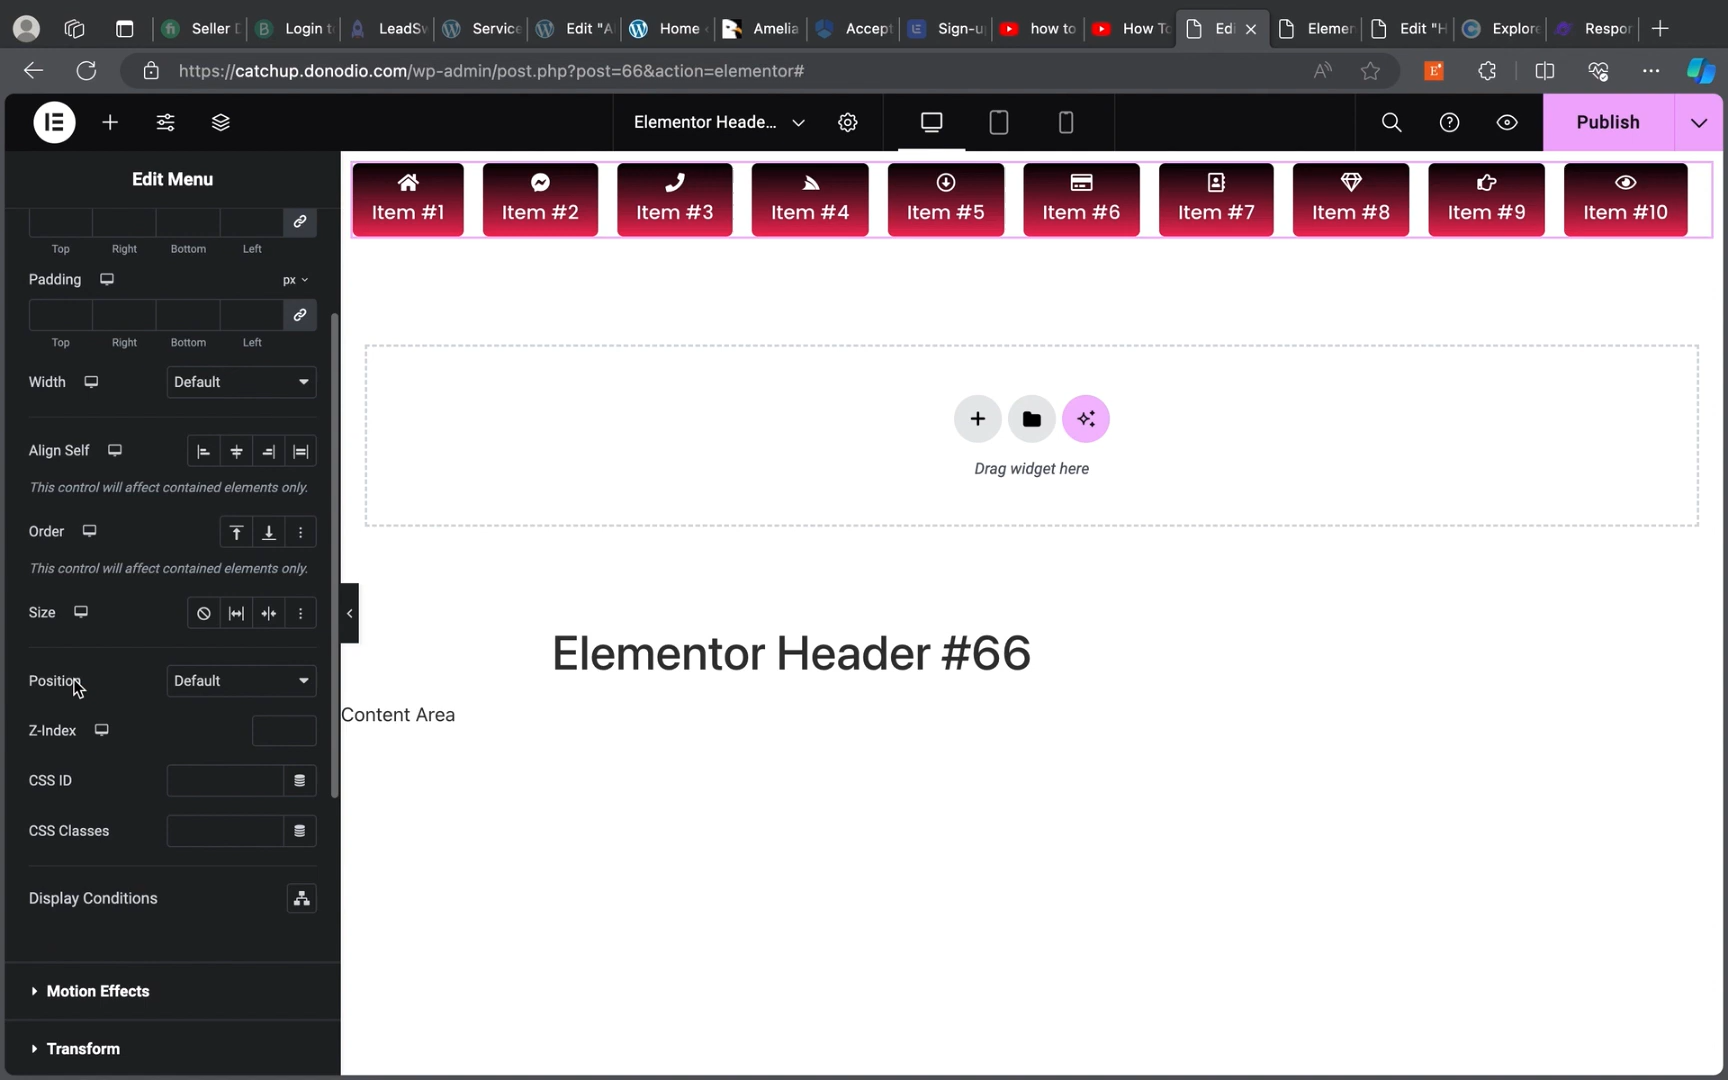 Seller D
Login t
LeadSw
Service
Edit "A
Home
Amelia
Accept
Sign-u
how to
How To
Edi
Elemen
Edit "H
Explore
Respon
https://catchup.donodio.com/wp-admin/post.php?post=66&action=elementor#
Elementor Heade...
Publish
Edit Menu
Top Right Bottom Left
Padding px
Top Right Bottom Left
Width Default
Align Self
This control will affect contained elements only.
Order
This control will affect contained elements only.
Size
Position Default
Z-Index
CSS ID
CSS Classes
Display Conditions
Motion Effects
Transform
Item #1
Item #2
Item #3
Item #4
Item #5
Item #6
Item #7
Item #8
Item #9
Item #10
Drag widget here
Elementor Header #66
Content Area